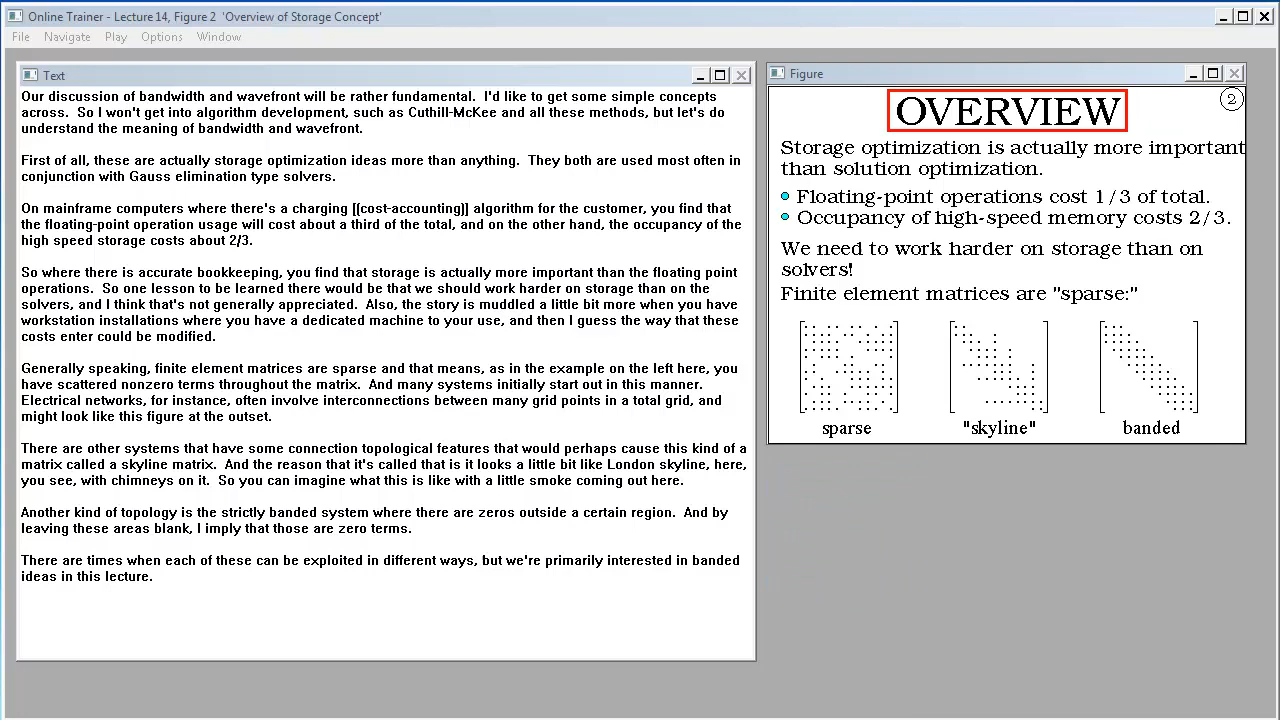 Online Trainer - Lecture 14, Figure 2  'Overview of Storage Concept'
File Navigate Play Options Window
Text
Our discussion of bandwidth and wavefront will be rather fundamental.  I'd like to get some simple concepts
across.  So I won't get into algorithm development, such as Cuthill-McKee and all these methods, but let's do
understand the meaning of bandwidth and wavefront.
First of all, these are actually storage optimization ideas more than anything.  They both are used most often in
conjunction with Gauss elimination type solvers.
On mainframe computers where there's a charging [[cost-accounting]] algorithm for the customer, you find that
the floating-point operation usage will cost about a third of the total, and on the other hand, the occupancy of the
high speed storage costs about 2/3.
So where there is accurate bookkeeping, you find that storage is actually more important than the floating point
operations.  So one lesson to be learned there would be that we should work harder on storage than on the
solvers, and I think that's not generally appreciated.  Also, the story is muddled a little bit more when you have
workstation installations where you have a dedicated machine to your use, and then I guess the way that these
costs enter could be modified.
Generally speaking, finite element matrices are sparse and that means, as in the example on the left here, you
have scattered nonzero terms throughout the matrix.  And many systems initially start out in this manner.
Electrical networks, for instance, often involve interconnections between many grid points in a total grid, and
might look like this figure at the outset.
There are other systems that have some connection topological features that would perhaps cause this kind of a
matrix called a skyline matrix.  And the reason that it's called that is it looks a little bit like London skyline, here,
you see, with chimneys on it.  So you can imagine what this is like with a little smoke coming out here.
Another kind of topology is the strictly banded system where there are zeros outside a certain region.  And by
leaving these areas blank, I imply that those are zero terms.
There are times when each of these can be exploited in different ways, but we're primarily interested in banded
ideas in this lecture.
Figure
OVERVIEW
2
Storage optimization is actually more important
than solution optimization.
Floating-point operations cost 1/3 of total.
Occupancy of high-speed memory costs 2/3.
We need to work harder on storage than on
solvers!
Finite element matrices are "sparse:"
sparse "skyline" banded